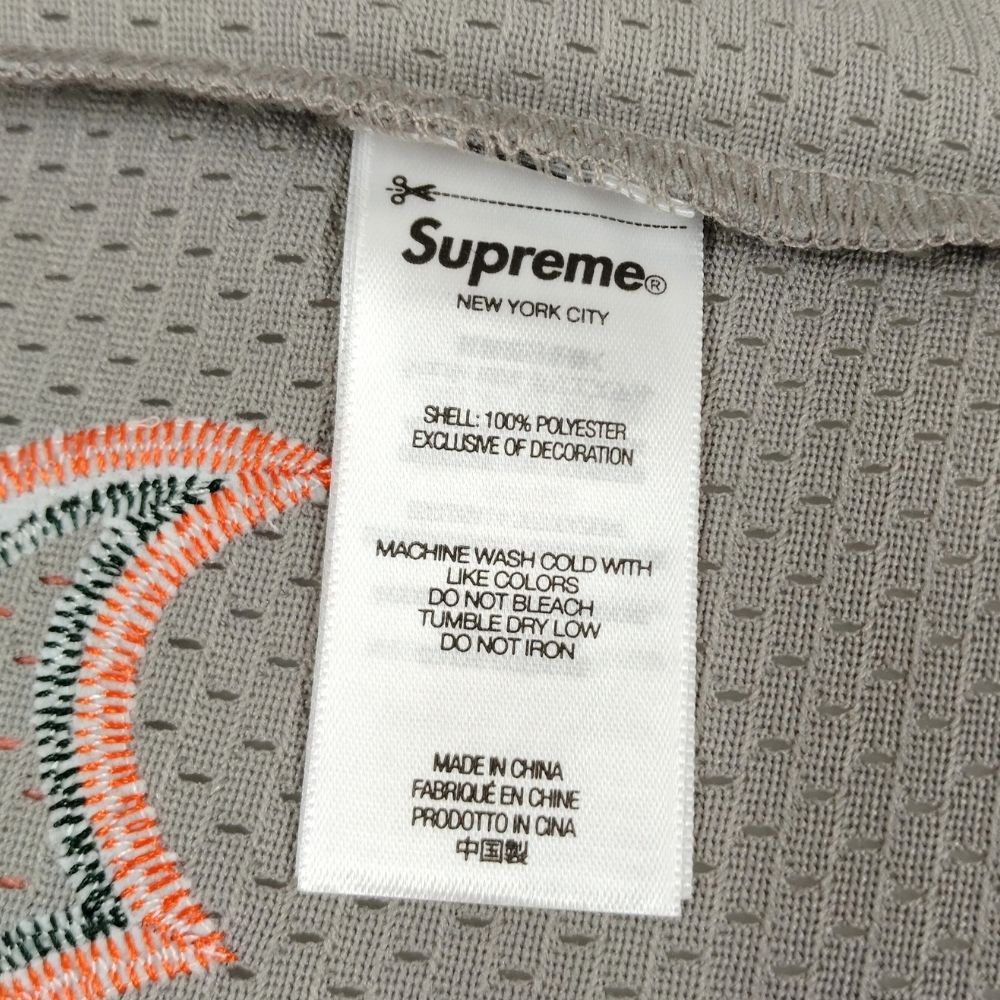 Supreme®
NEW YORK CITY
SHELL: 100% POLYESTER
EXCLUSIVE OF DECORATION
MACHINE WASH COLD WITH
LIKE COLORS
DO NOT BLEACH
TUMBLE DRY LOW
DO NOT IRON
MADE IN CHINA
FABRIQUÉ EN CHINE
PRODOTTO IN CINA
中国製